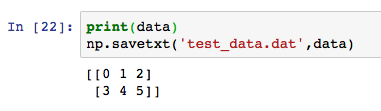 In [22]: print(data)
np.savetxt('test_data.dat',data)
[[0 1 2]
[3 4 5]]